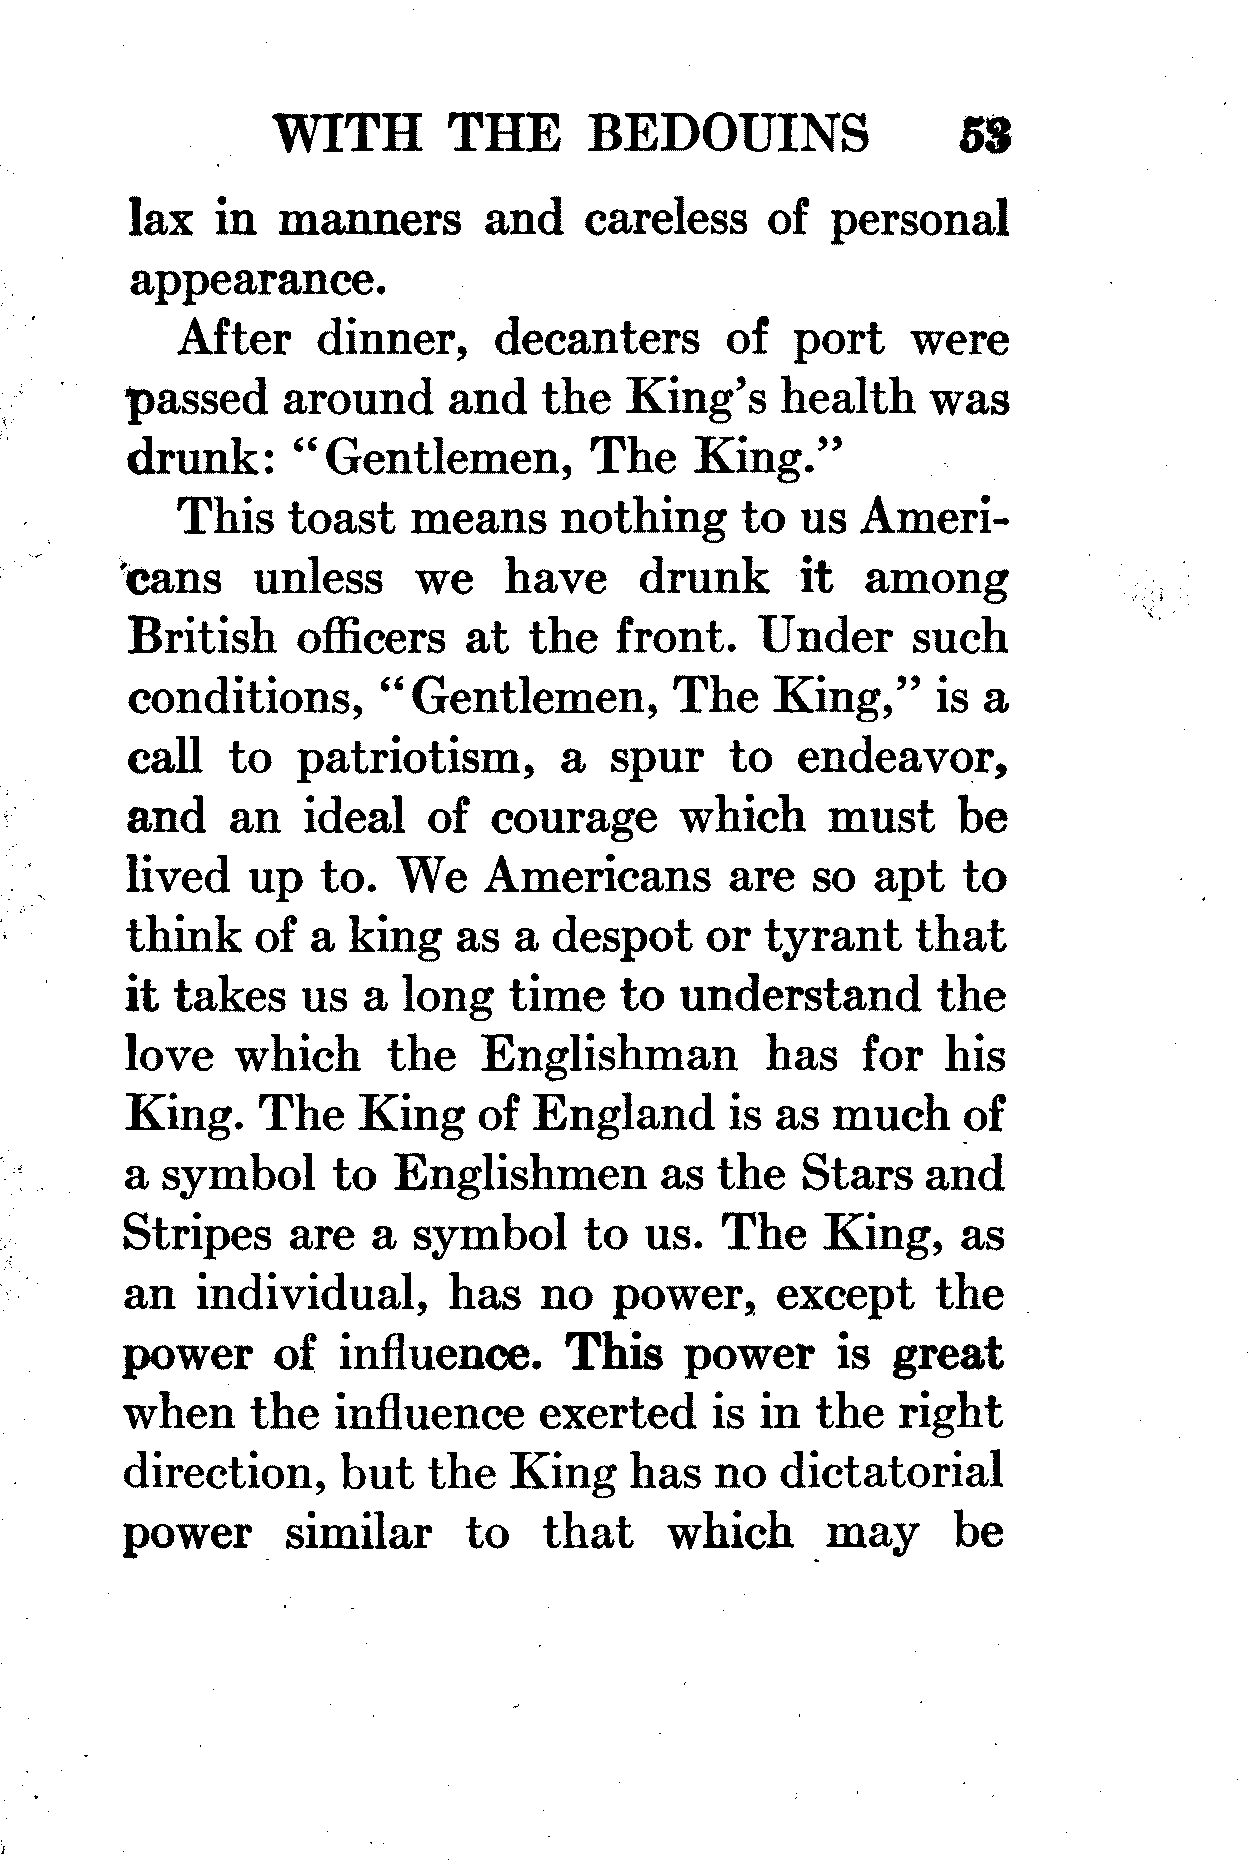 WITH THE BEDOUINS 53
lax in manners and careless of personal
appearance.
After dinner, decanters of port were
passed around and the King's health was
drunk: "Gentlemen, The King."
This toast means nothing to us Ameri-
cans unless we have drunk it among
British officers at the front. Under such
conditions, "Gentlemen, The King," is a
call to patriotism, a spur to endeavor,
and an ideal of courage which must be
lived up to. We Americans are so apt to
think of a king as a despot or tyrant that
it takes us a long time to understand the
love which the Englishman has for his
King. The King of England is as much of
a symbol to Englishmen as the Stars and
Stripes are a symbol to us. The King, as
an individual, has no power, except the
power of influence. This power is great
when the influence exerted is in the right
direction, but the King has no dictatorial
power similar to that which may be